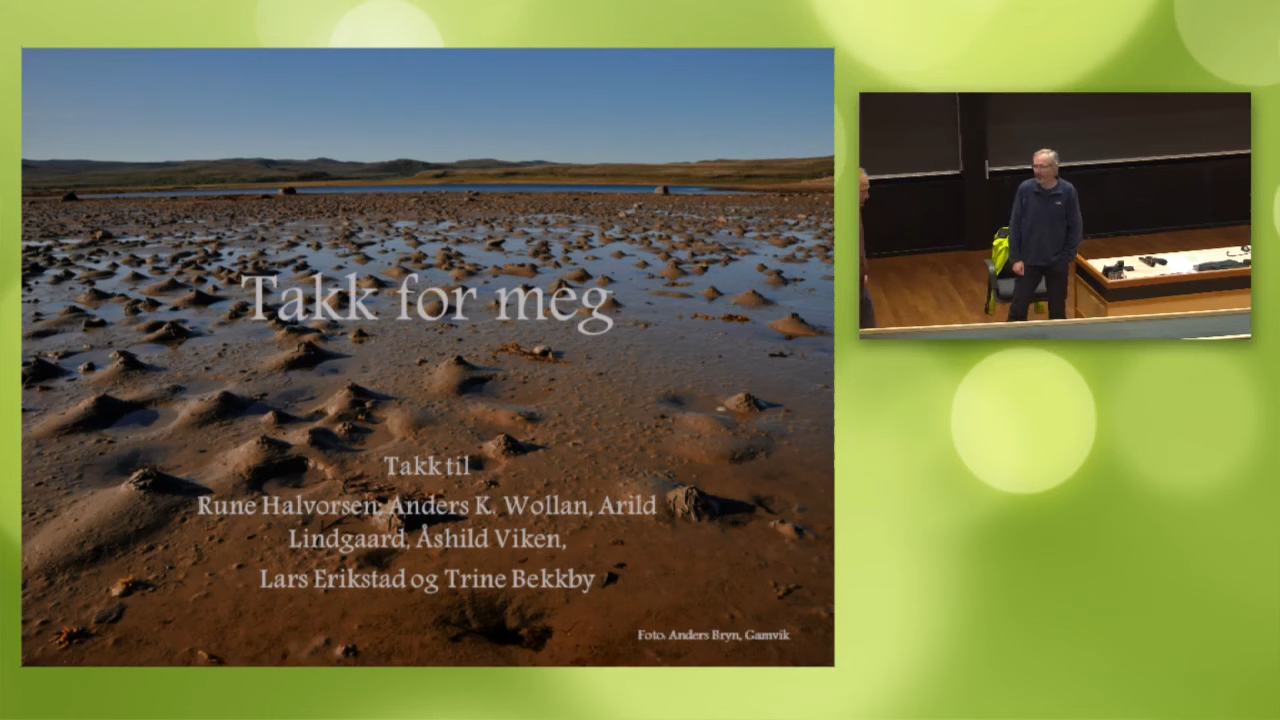 Takk for meg
Takk til
Rune Halvorsen, Anders K. Wollan, Arild
Lindgaard, Åshild Viken,
Lars Erikstad og Trine Bekkby
Foto: Anders Bryn, Gamvik